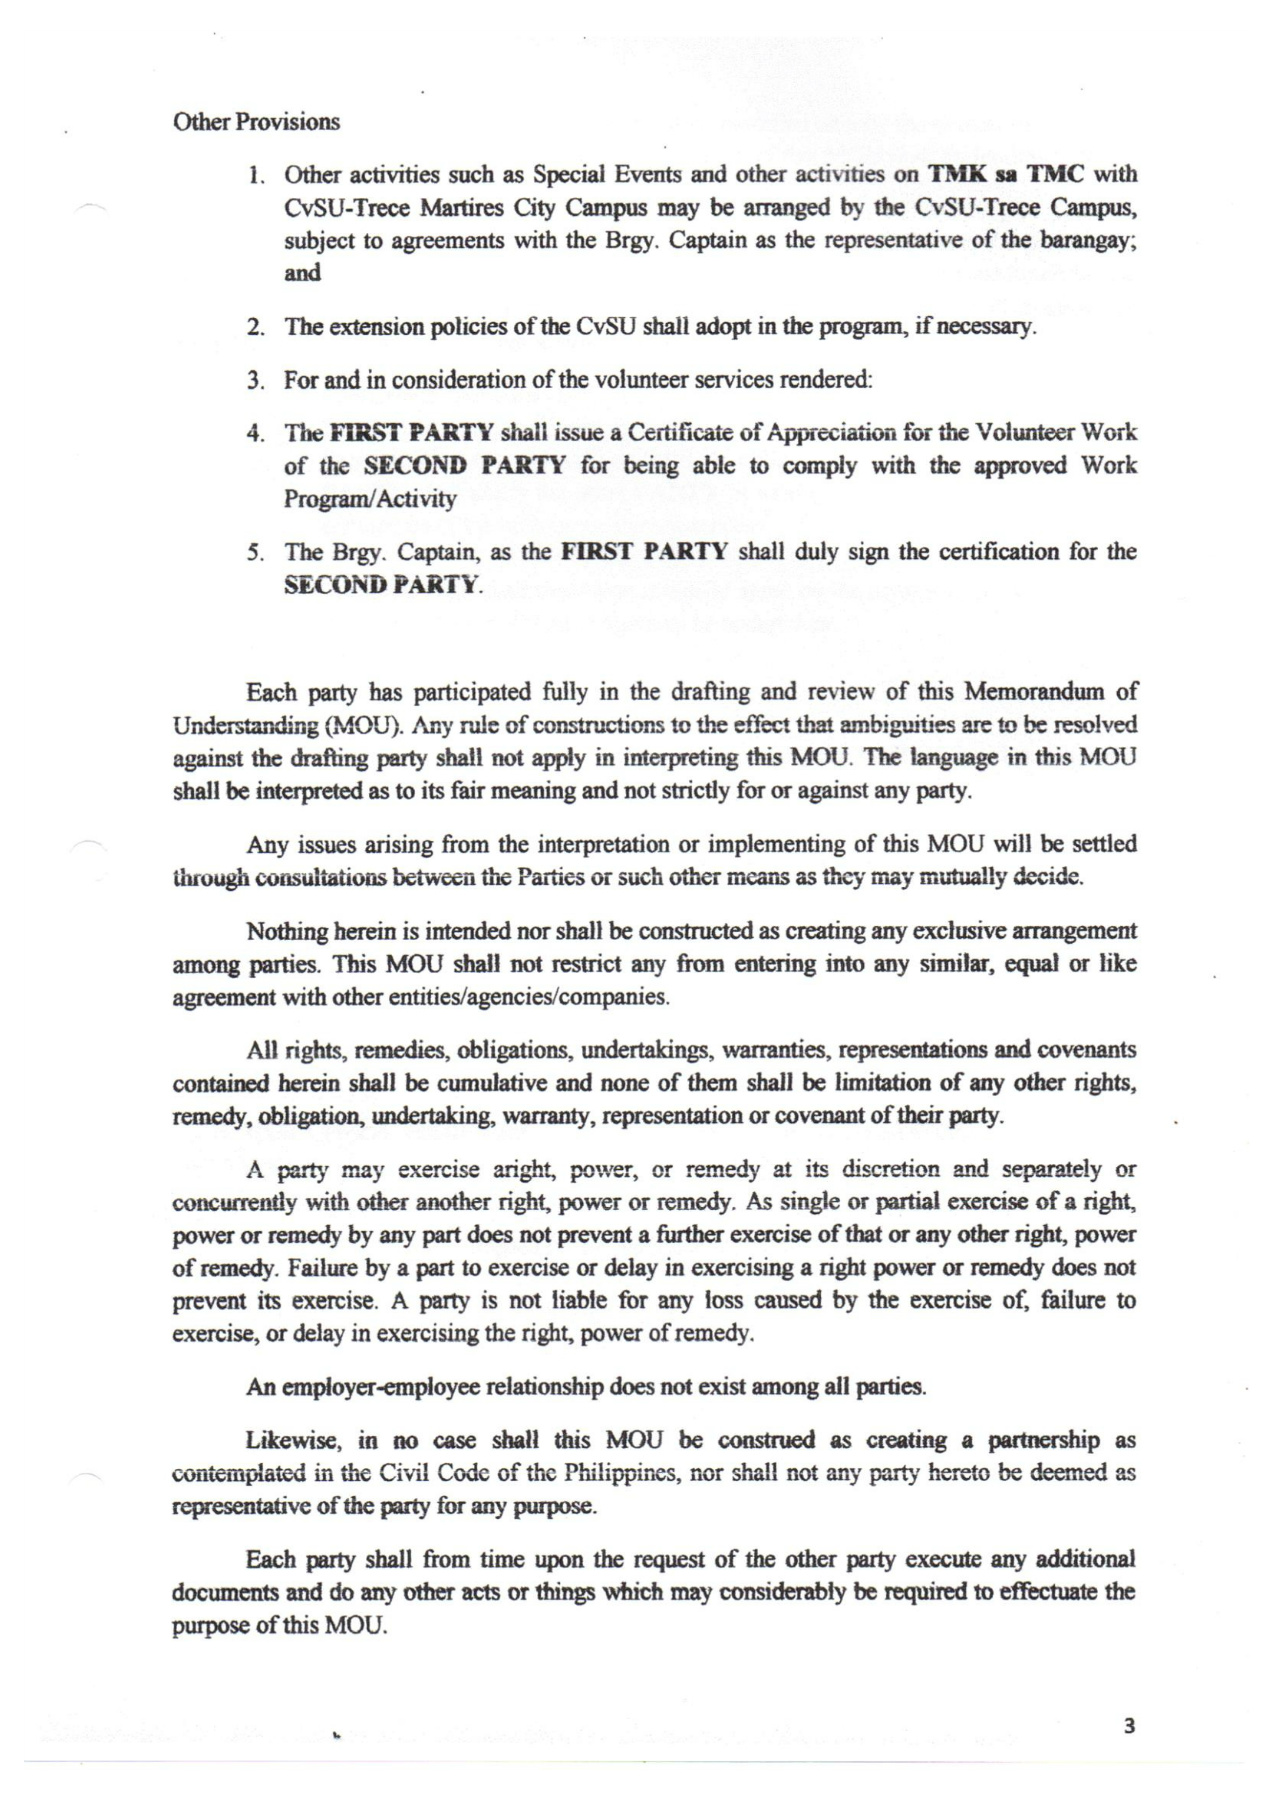 Other Provisions
1. Other activities such as Special Events and other activities on TMK sa TMC with
CvSU-Trece Martires City Campus may be arranged by the CvSU-Trece Campus,
subject to agreements with the Brgy. Captain as the representative of the barangay;
and
2. The extension policies of the CvSU shall adopt in the program, if necessary.
3. For and in consideration of the volunteer services rendered:
4. The FIRST PARTY shall issue a Certificate of Appreciation for the Volunteer Work
of the SECOND PARTY for being able to comply with the approved Work
Program/Activity
5. The Brgy. Captain, as the FIRST PARTY shall duly sign the certification for the
SECOND PARTY.
Each party has participated fully in the drafting and review of this Memorandum of
Understanding (MOU). Any rule of constructions to the effect that ambiguities are to be resolved
against the drafting party shall not apply in interpreting this MOU. The language in this MOU
shall be interpreted as to its fair meaning and not strictly for or against any party.
Any issues arising from the interpretation or implementing of this MOU will be settled
through consultations between the Parties or such other means as they may mutually decide.
Nothing herein is intended nor shall be constructed as creating any exclusive arrangement
among parties. This MOU shall not restrict any from entering into any similar, equal or like
agreement with other entities/agencies/companies.
All rights, remedies, obligations, undertakings, warranties, representations and covenants
contained herein shall be cumulative and none of them shall be limitation of any other rights,
remedy, obligation, undertaking, warranty, representation or covenant of their party.
A party may exercise aright, power, or remedy at its discretion and separately or
concurrently with other another right, power or remedy. As single or partial exercise of a right,
power or remedy by any part does not prevent a further exercise of that or any other right, power
of remedy. Failure by a part to exercise or delay in exercising a right power or remedy does not
prevent its exercise. A party is not liable for any loss caused by the exercise of, failure to
exercise, or delay in exercising the right, power of remedy.
An employer-employee relationship does not exist among all parties.
Likewise, in no case shall this MOU be construed as creating a partnership as
contemplated in the Civil Code of the Philippines, nor shall not any party hereto be deemed as
representative of the party for any purpose.
Each party shall from time upon the request of the other party execute any additional
documents and do any other acts or things which may considerably be required to effectuate the
purpose of this MOU.
3